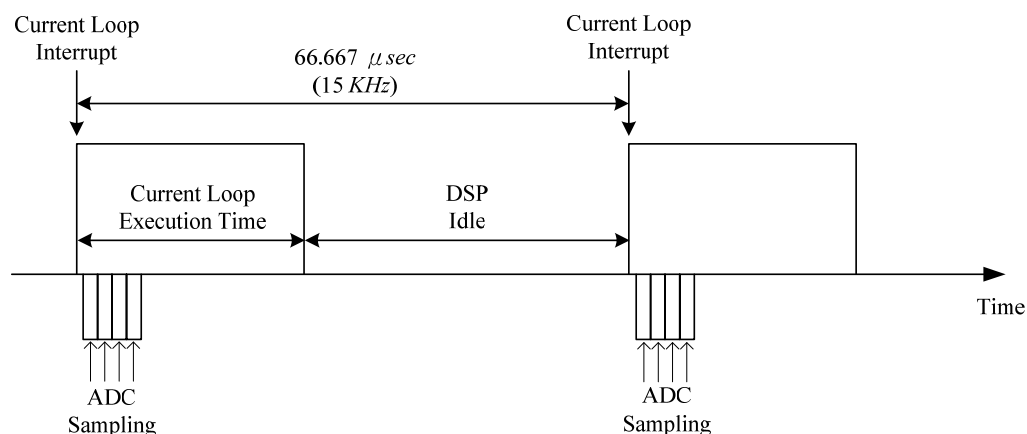 Current Loop
Interrupt
Current Loop
Interrupt
66.667 μsec
(15 KHz)
Current Loop
Execution Time
DSP
Idle
Time
ADC
Sampling
ADC
Sampling